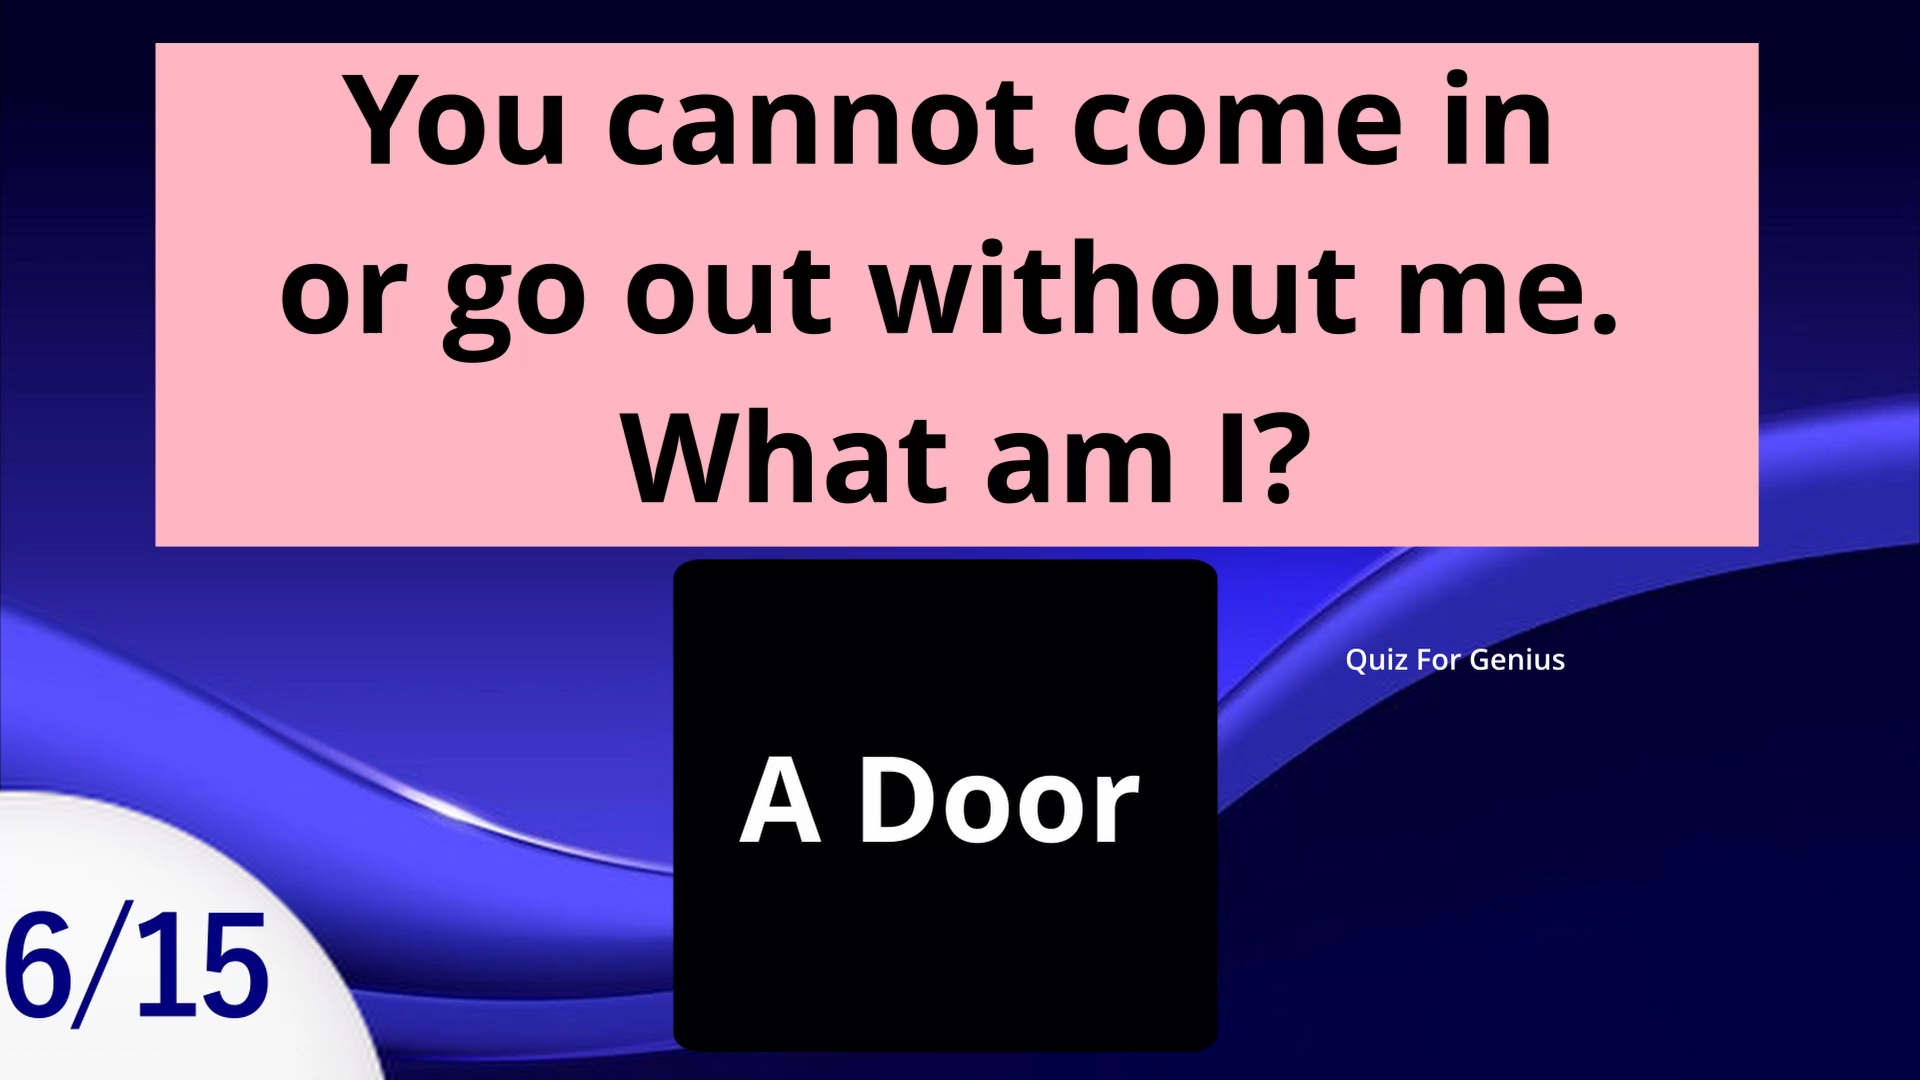 You cannot come in
or go out without me.
What am I?
Quiz For Genius
A Door
6/15